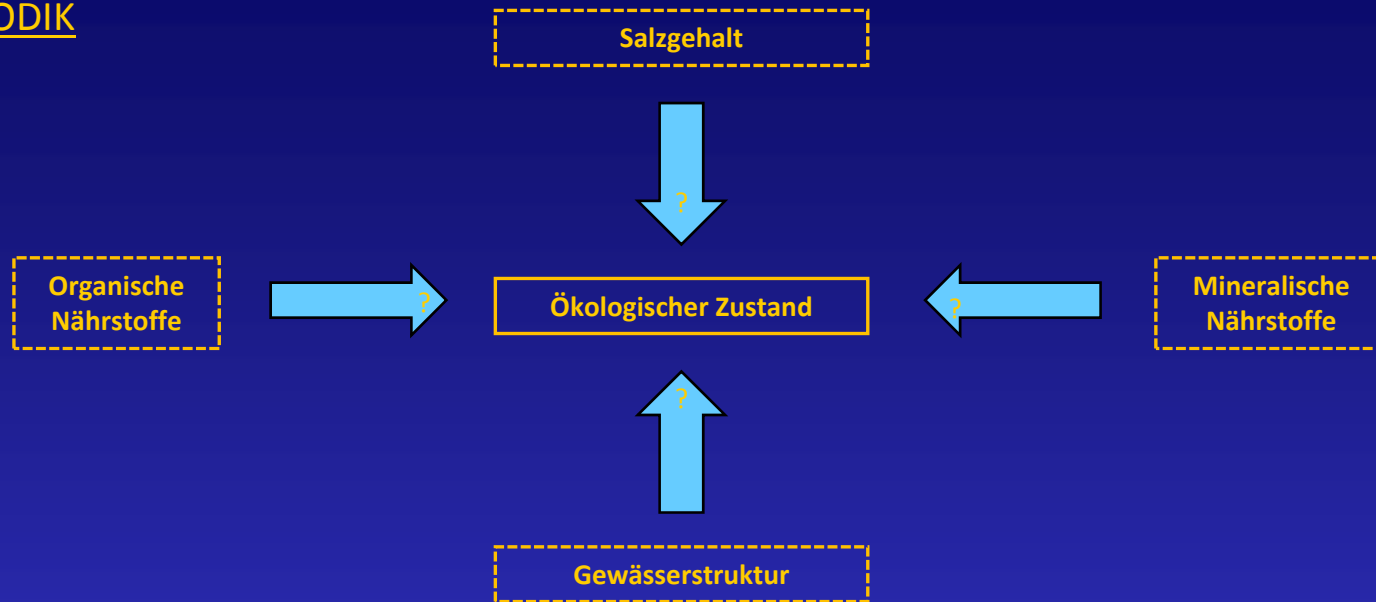 ODIK
Salzgehalt
?
Organische
Nährstoffe
?
Ökologischer Zustand
?
Mineralische
Nährstoffe
?
Gewässerstruktur